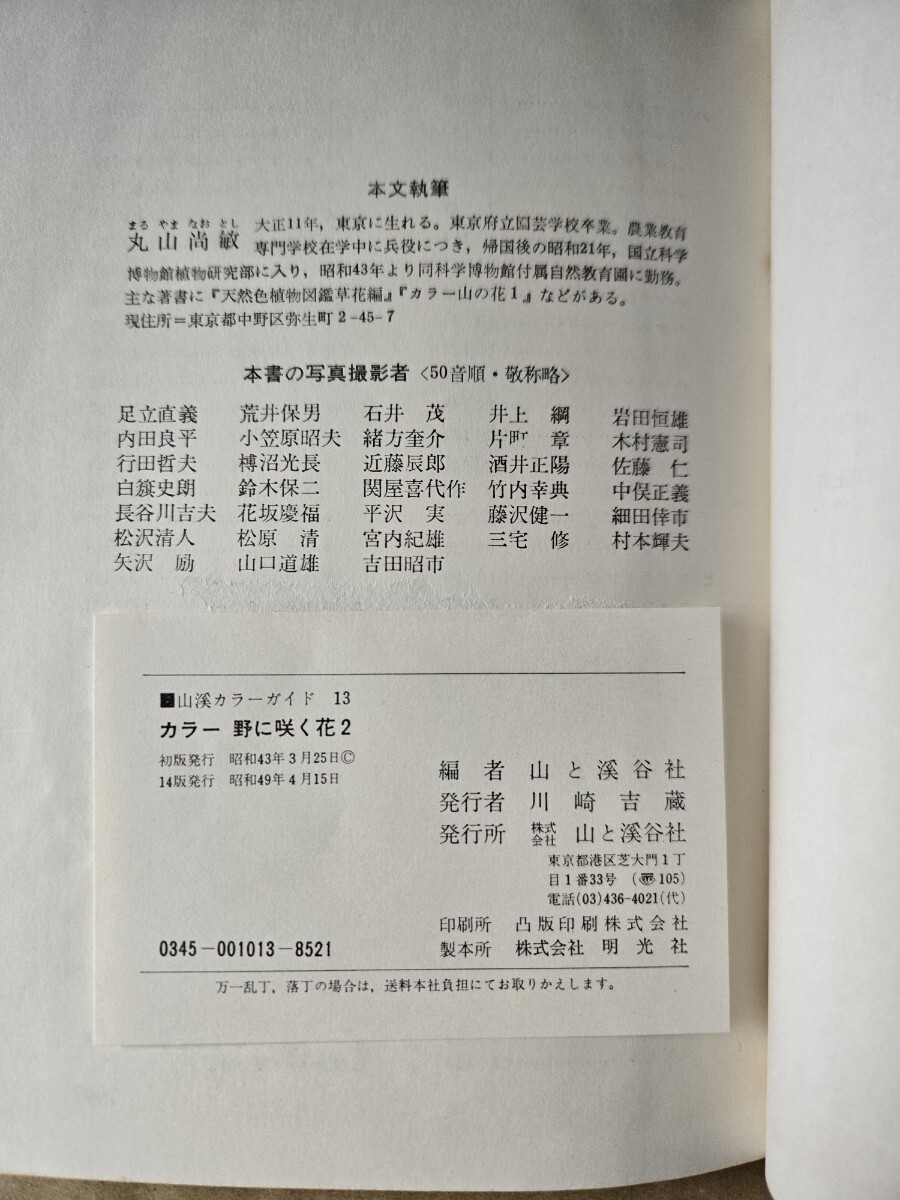 本文執筆
まる やま なお とし
丸山尚敏 大正11年，東京に生れる。東京府立園芸学校卒業。農業教育
専門学校在学中に兵役につき，帰国後の昭和21年，国立科学
博物館植物研究部に入り，昭和43年より同科学博物館付属自然教育園に勤務。
主な著書に『天然色植物図鑑草花編』『カラー山の花1』などがある。
現住所＝東京都中野区弥生町2-45-7
本書の写真撮影者〈50音順・敬称略〉
足立直義 荒井保男 石井 茂 井上 綱 岩田恒雄
内田良平 小笠原昭夫 緒方奎介 片町 章 木村憲司
行田哲夫 榑沼光長 近藤辰郎 酒井正陽 佐藤 仁
白籏史朗 鈴木保二 関屋喜代作 竹内幸典 中俣正義
長谷川吉夫 花坂慶福 平沢 実 藤沢健一 細田倖市
松沢清人 松原 清 宮内紀雄 三宅 修 村本輝夫
矢沢 励 山口道雄 吉田昭市
■山溪カラーガイド 13
カラー 野に咲く花2
初版発行 昭和43年3月25日©
14版発行 昭和49年4月15日
編者 山と溪谷社
発行者 川崎吉蔵
発行所 株式会社 山と溪谷社
東京都港区芝大門1丁
目1番33号 (〠105)
電話(03)436-4021(代)
印刷所 凸版印刷株式会社
0345-001013-8521
製本所 株式会社 明光社
万一乱丁，落丁の場合は，送料本社負担にてお取りかえします。